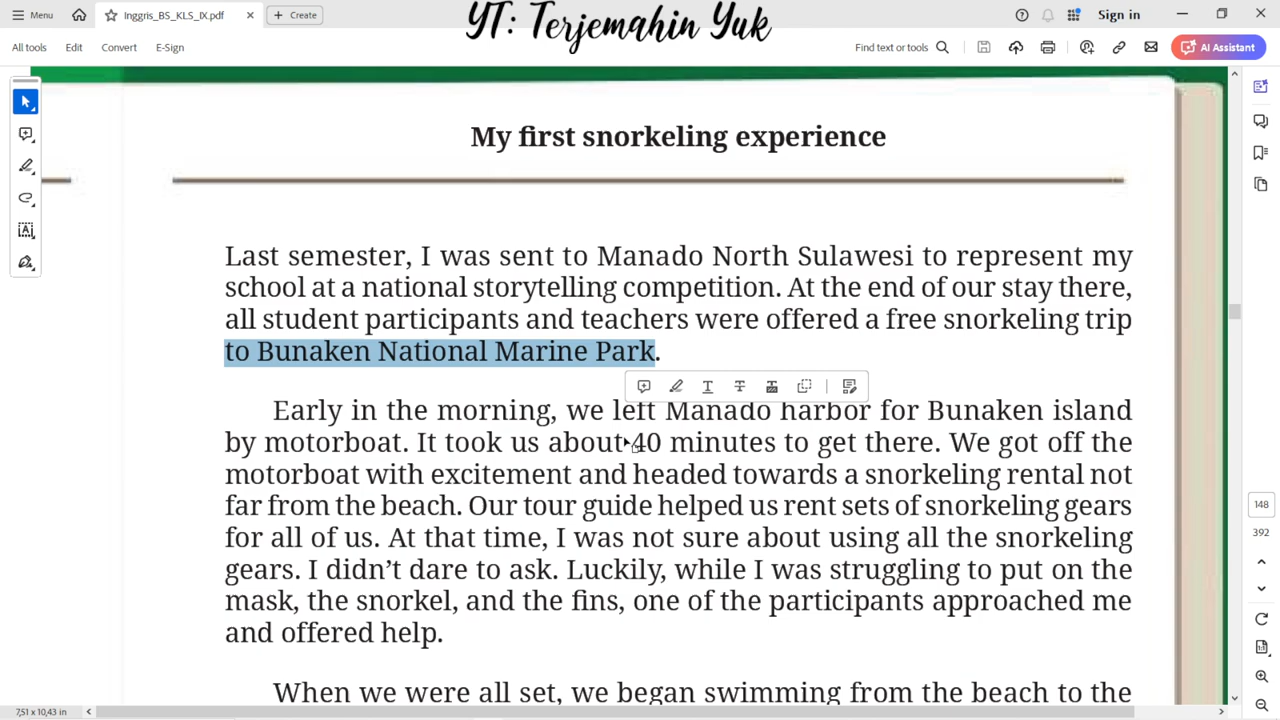 Menu
Inggris_BS_KLS_IX.pdf
Create
YT: Terjemahin Yuk
Sign in
All tools
Edit
Convert
E-Sign
Find text or tools
AI Assistant
My first snorkeling experience
Last semester, I was sent to Manado North Sulawesi to represent my
school at a national storytelling competition. At the end of our stay there,
all student participants and teachers were offered a free snorkeling trip
to Bunaken National Marine Park.
Early in the morning, we left Manado harbor for Bunaken island
by motorboat. It took us about 40 minutes to get there. We got off the
motorboat with excitement and headed towards a snorkeling rental not
far from the beach. Our tour guide helped us rent sets of snorkeling gears
for all of us. At that time, I was not sure about using all the snorkeling
gears. I didn’t dare to ask. Luckily, while I was struggling to put on the
mask, the snorkel, and the fins, one of the participants approached me
and offered help.
When we were all set, we began swimming from the beach to the
148
392
7,51 x 10,43 in